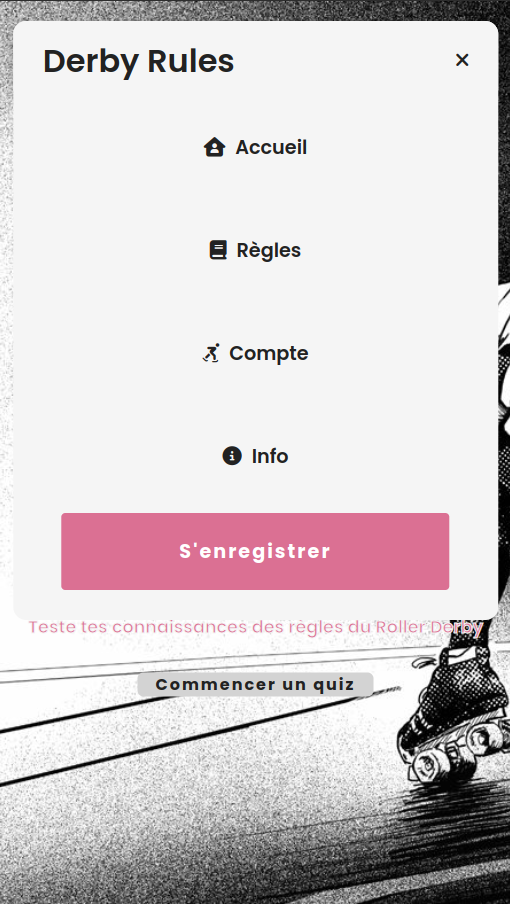 Derby Rules
Accueil
Règles
Compte
Info
S'enregistrer
Teste tes connaissances des règles du Roller Derby
Commencer un quiz